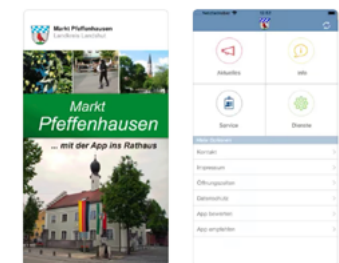 Markt Pfeffenhausen
Landkreis Landshut
Markt
Pfeffenhausen
... mit der App ins Rathaus
Aktuelles
Info
Service
Dienste
Kontakt
Impressum
Öffnungszeiten
Datenschutz
App bewerten
App empfehlen